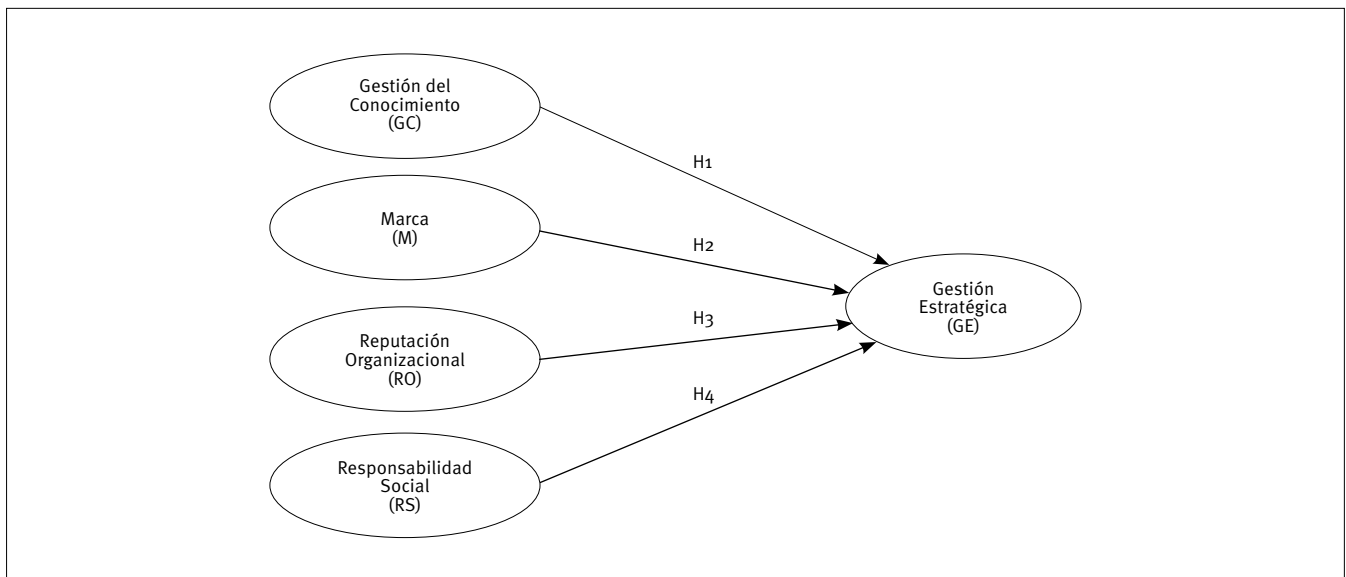 Gestión del
Conocimiento
(GC)
H1
Marca
(M)
H2
Gestión
Estratégica
(GE)
Reputación
Organizacional
(RO)
H3
H4
Responsabilidad
Social
(RS)